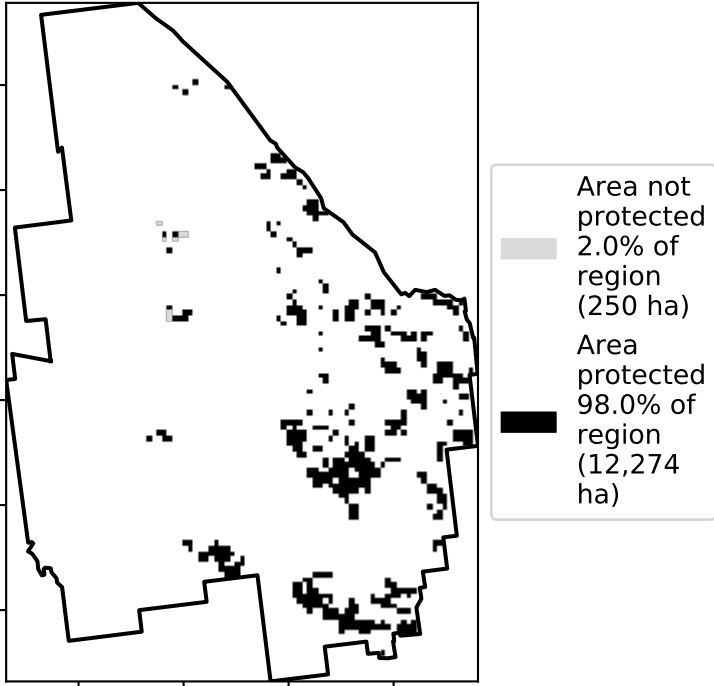 Area not
protected
2.0% of
region
(250 ha)
Area
protected
98.0% of
region
(12,274
ha)